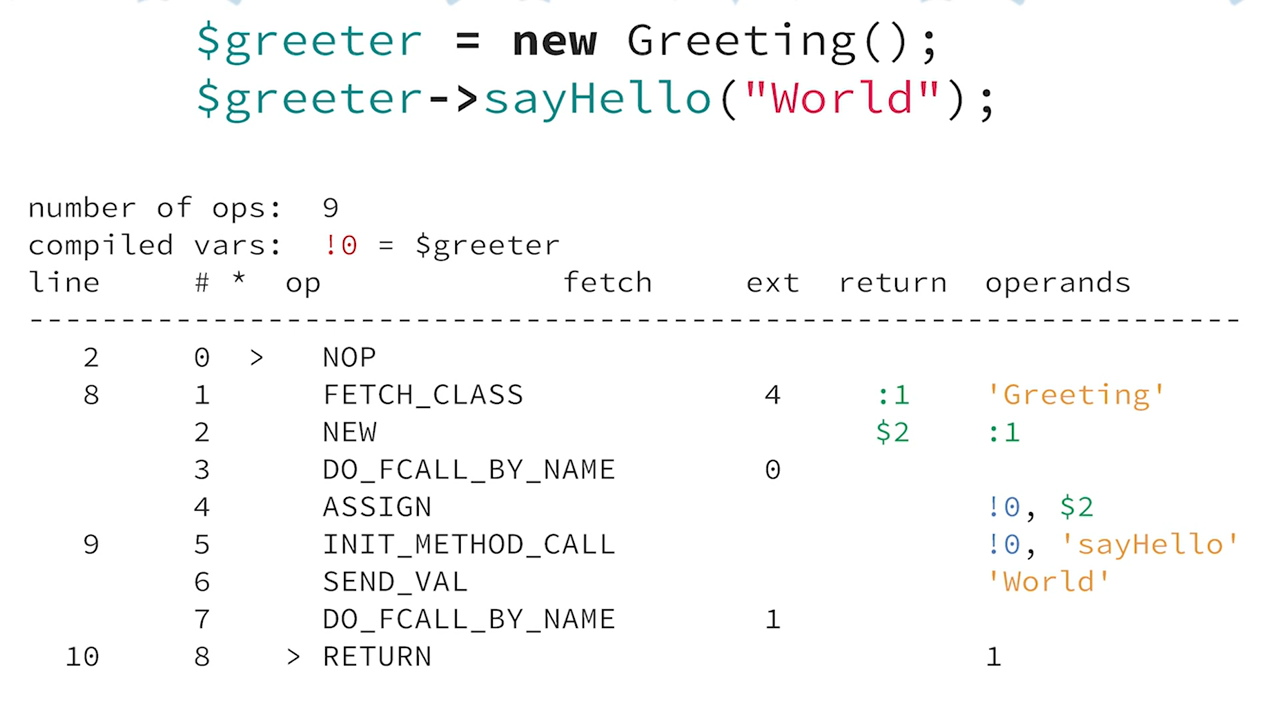 $greeter = new Greeting();
$greeter->sayHello("World");
number of ops: 9
compiled vars: !0 = $greeter
line # * op fetch ext return operands
---------------------------------------------------------------
2 0 > NOP
8 1 FETCH_CLASS 4 :1 'Greeting'
2 NEW $2 :1
3 DO_FCALL_BY_NAME 0
4 ASSIGN !0, $2
9 5 INIT_METHOD_CALL !0, 'sayHello'
6 SEND_VAL 'World'
7 DO_FCALL_BY_NAME 1
10 8 > RETURN 1